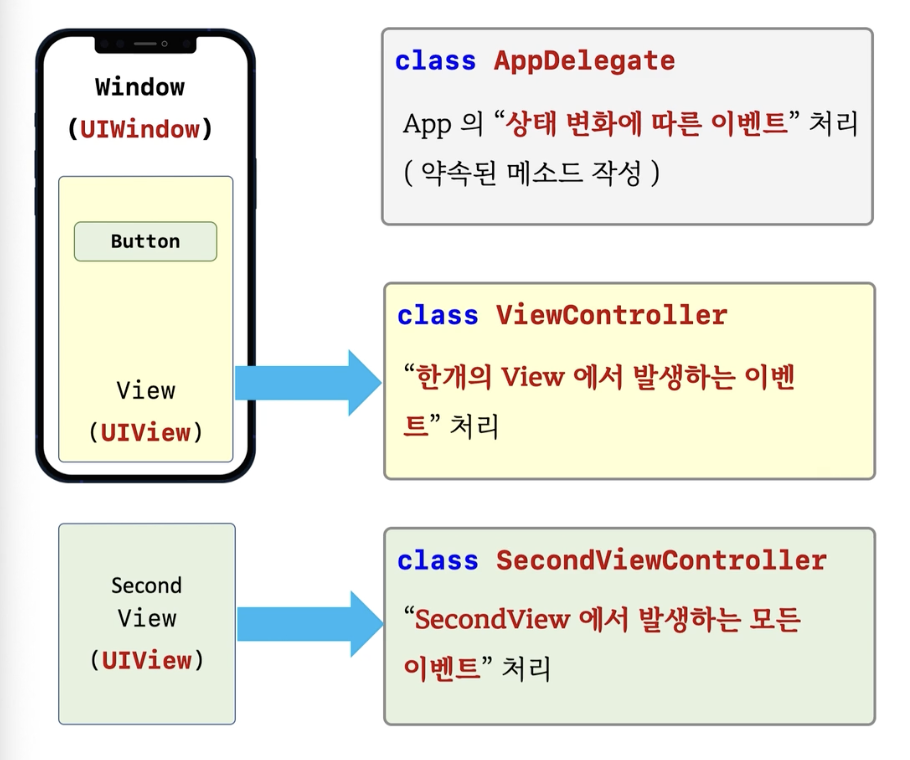 Window
(UIWindow)
Button
View
(UIView)
class AppDelegate
App 의 “상태 변화에 따른 이벤트” 처리
( 약속된 메소드 작성 )
class ViewController
“한개의 View 에서 발생하는 이벤
트” 처리
Second
View
(UIView)
class SecondViewController
“SecondView 에서 발생하는 모든
이벤트” 처리